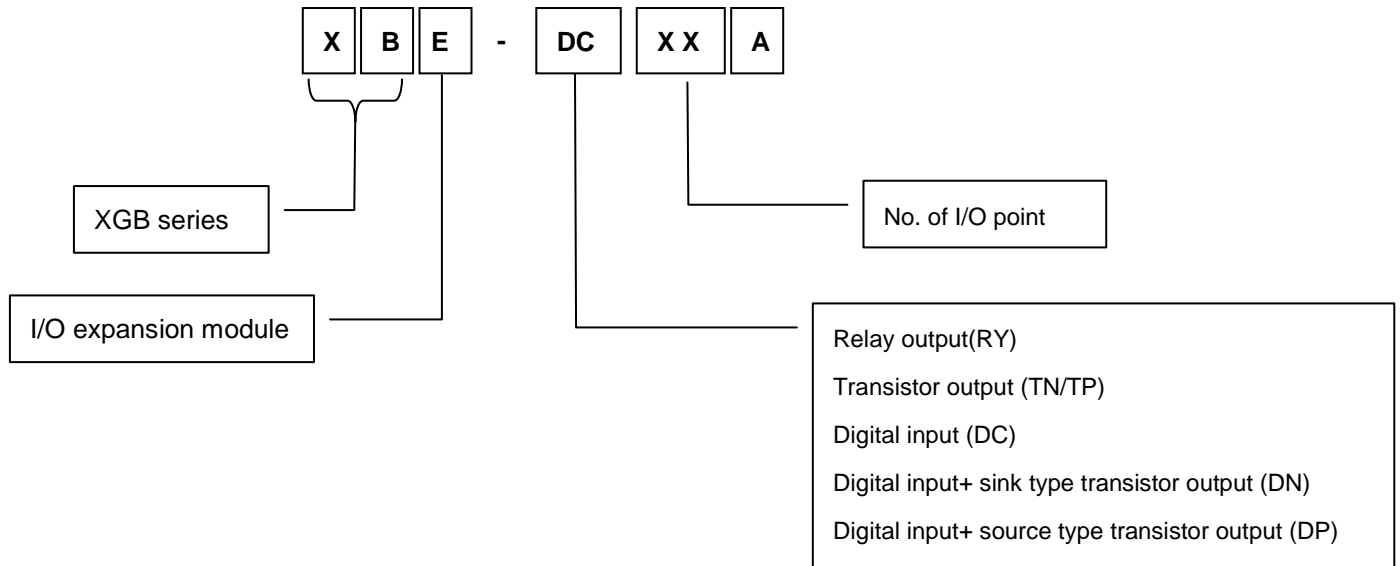 X B E - DC X X A
XGB series
No. of I/O point
I/O expansion module
Relay output(RY)
Transistor output (TN/TP)
Digital input (DC)
Digital input+ sink type transistor output (DN)
Digital input+ source type transistor output (DP)